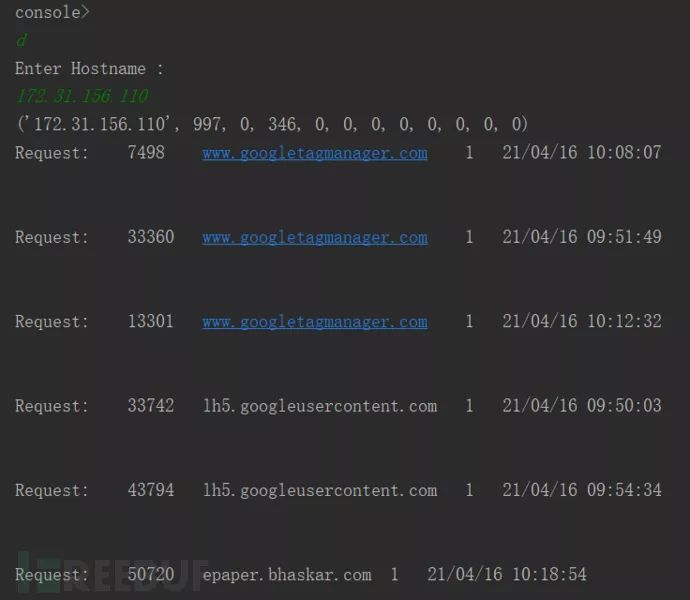 console>
d
Enter Hostname :
172.31.156.110
('172.31.156.110', 997, 0, 346, 0, 0, 0, 0, 0, 0, 0, 0)
Request: 7498 www.googletagmanager.com 1 21/04/16 10:08:07
Request: 33360 www.googletagmanager.com 1 21/04/16 09:51:49
Request: 13301 www.googletagmanager.com 1 21/04/16 10:12:32
Request: 33742 lh5.googleusercontent.com 1 21/04/16 09:50:03
Request: 43794 lh5.googleusercontent.com 1 21/04/16 09:54:34
Request: 50720 epaper.bhaskar.com 1 21/04/16 10:18:54
FREEBUF